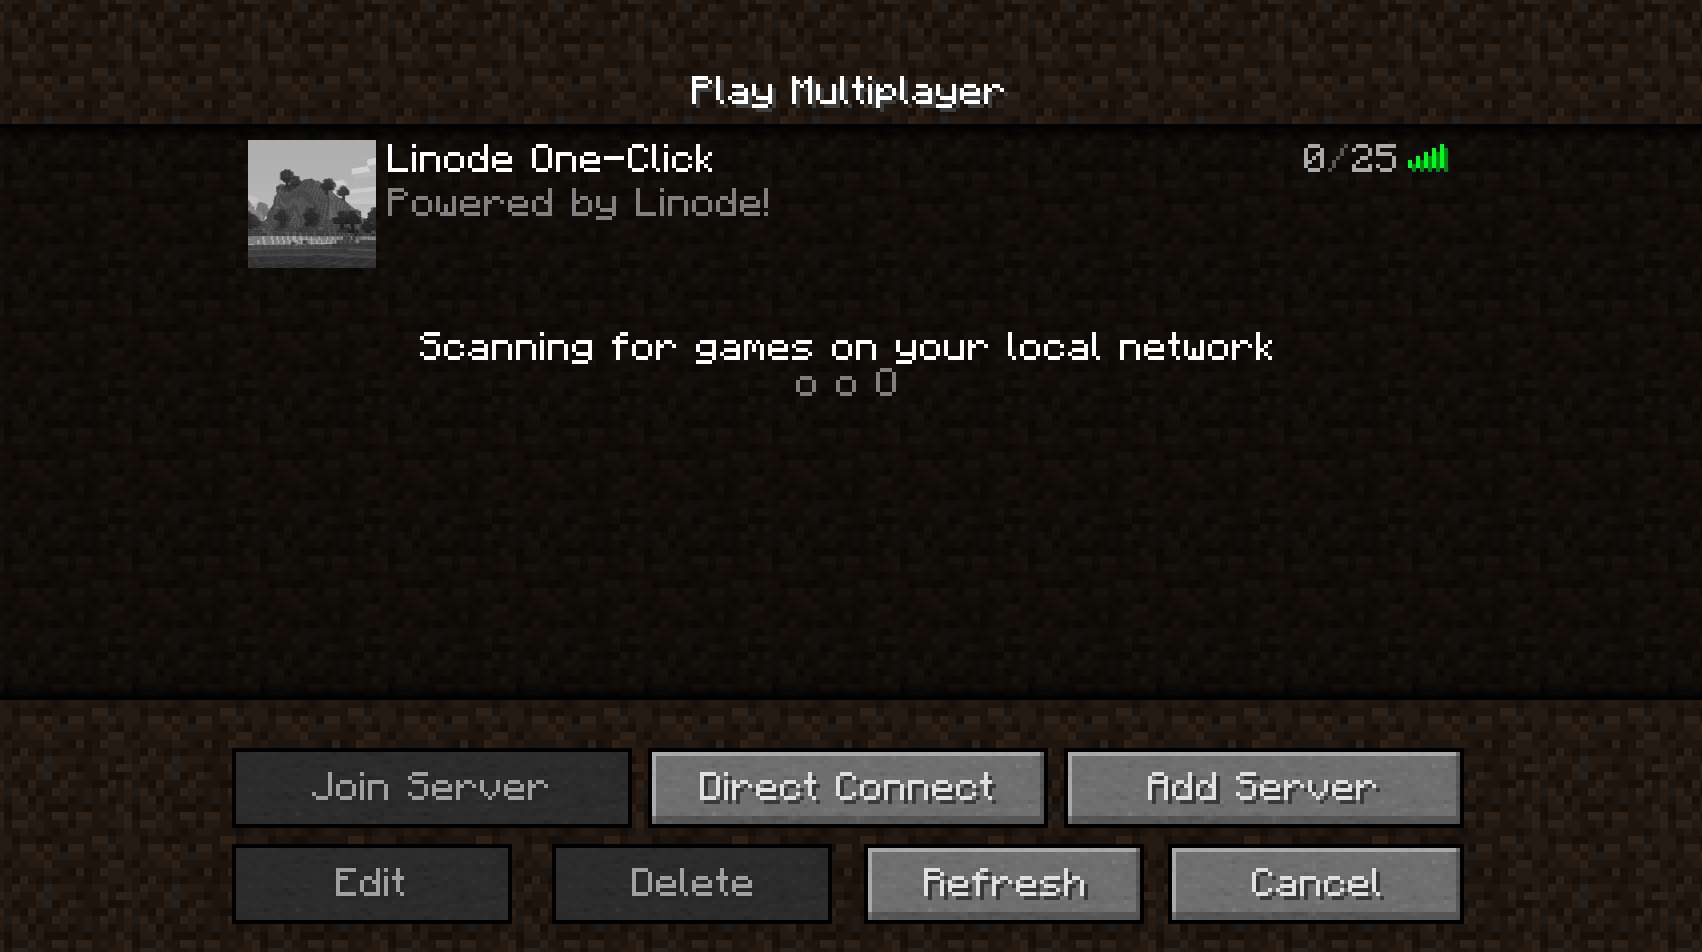 Play Multiplayer
Linode One-Click 0/25
Powered by Linode!
Scanning for games on your local network
o o O
Join Server Direct Connect Add Server
Edit Delete Refresh Cancel